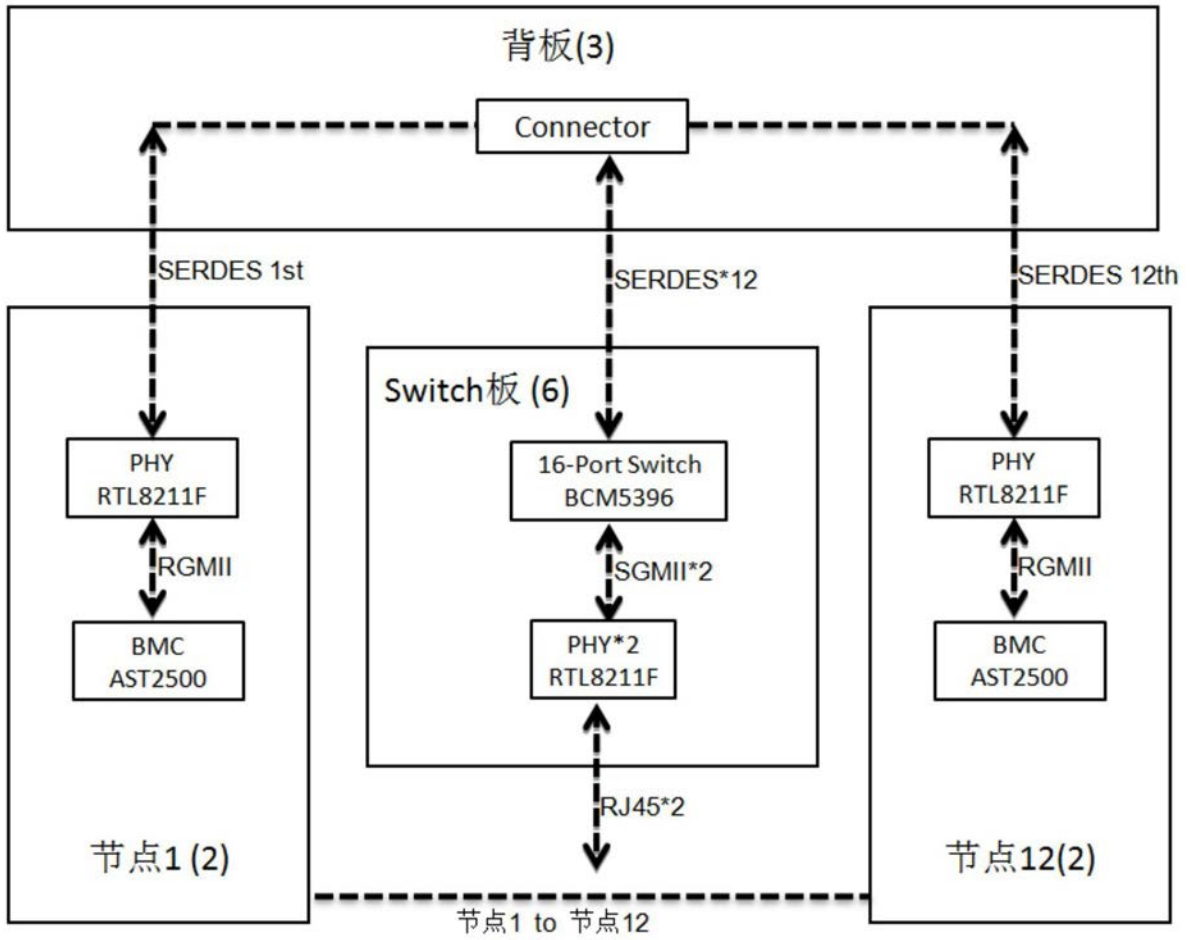 背板(3)
Connector
SERDES 1st
SERDES*12
SERDES 12th
Switch板 (6)
PHY
RTL8211F
16-Port Switch
BCM5396
PHY
RTL8211F
RGMII
SGMII*2
RGMII
BMC
AST2500
PHY*2
RTL8211F
BMC
AST2500
RJ45*2
节点1 (2)
节点12(2)
节点1 to 节点12